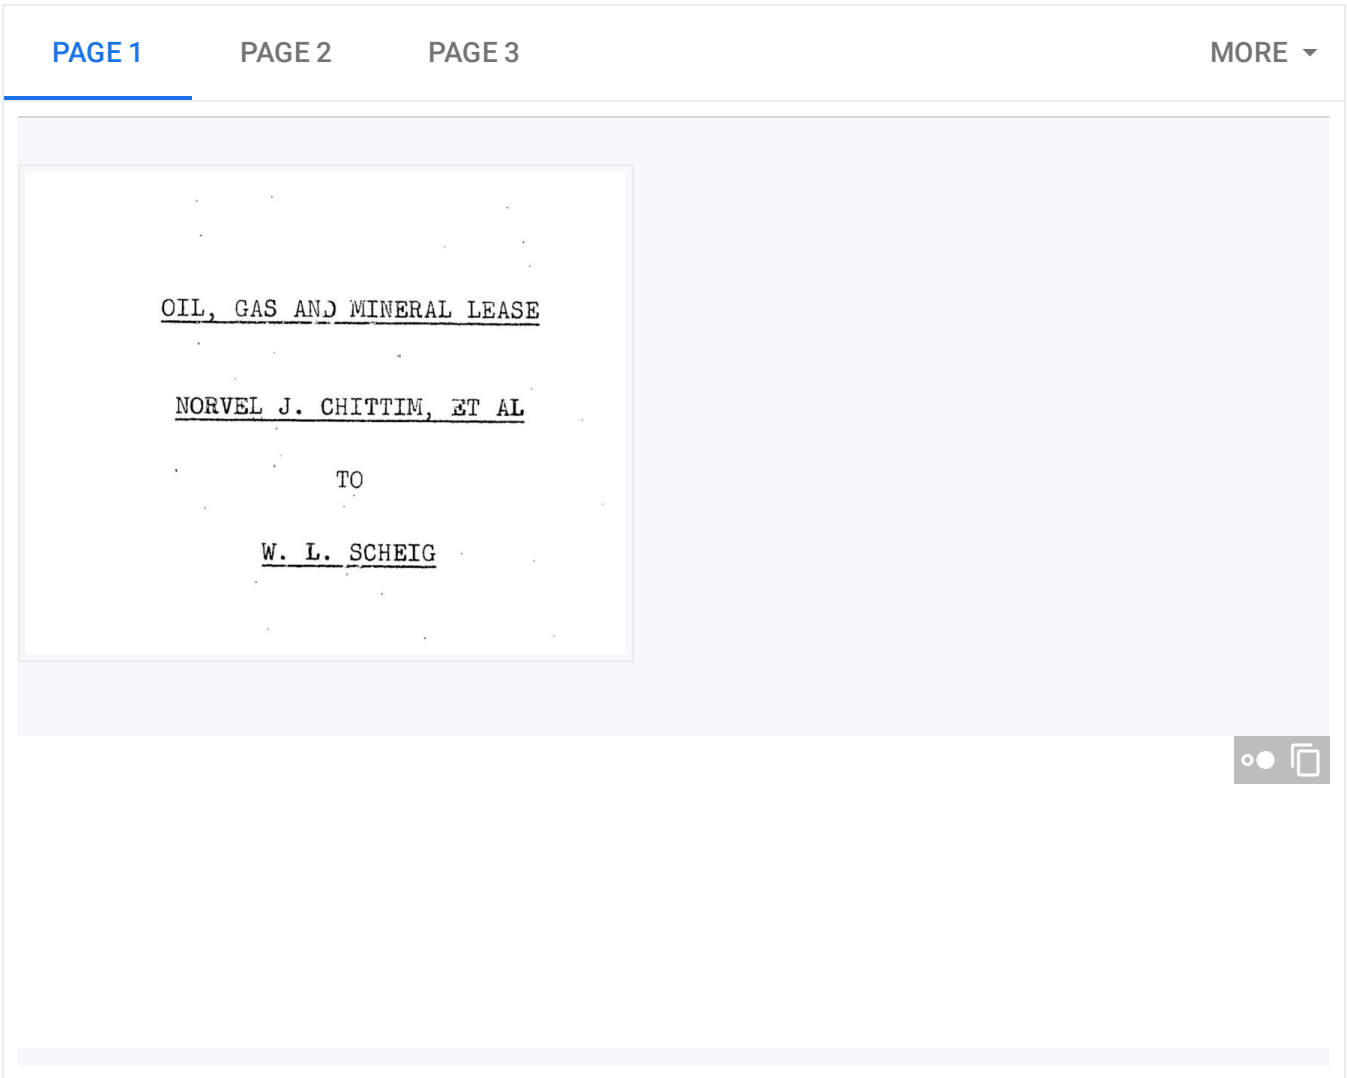 PAGE 1 PAGE 2 PAGE 3 MORE
OIL, GAS AND MINERAL LEASE
NORVEL J. CHITTIM, ET AL
TO
W. L. SCHEIG